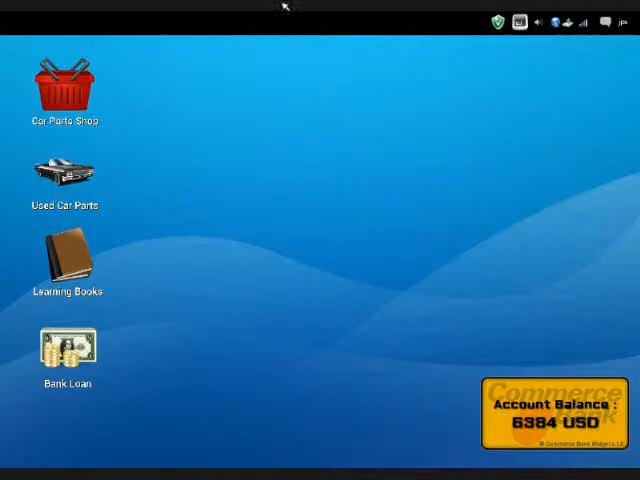 Car Parts Shop
Used Car Parts
Learning Books
Bank Loan
Commerce
Bank
Account Balance :
6384 USD